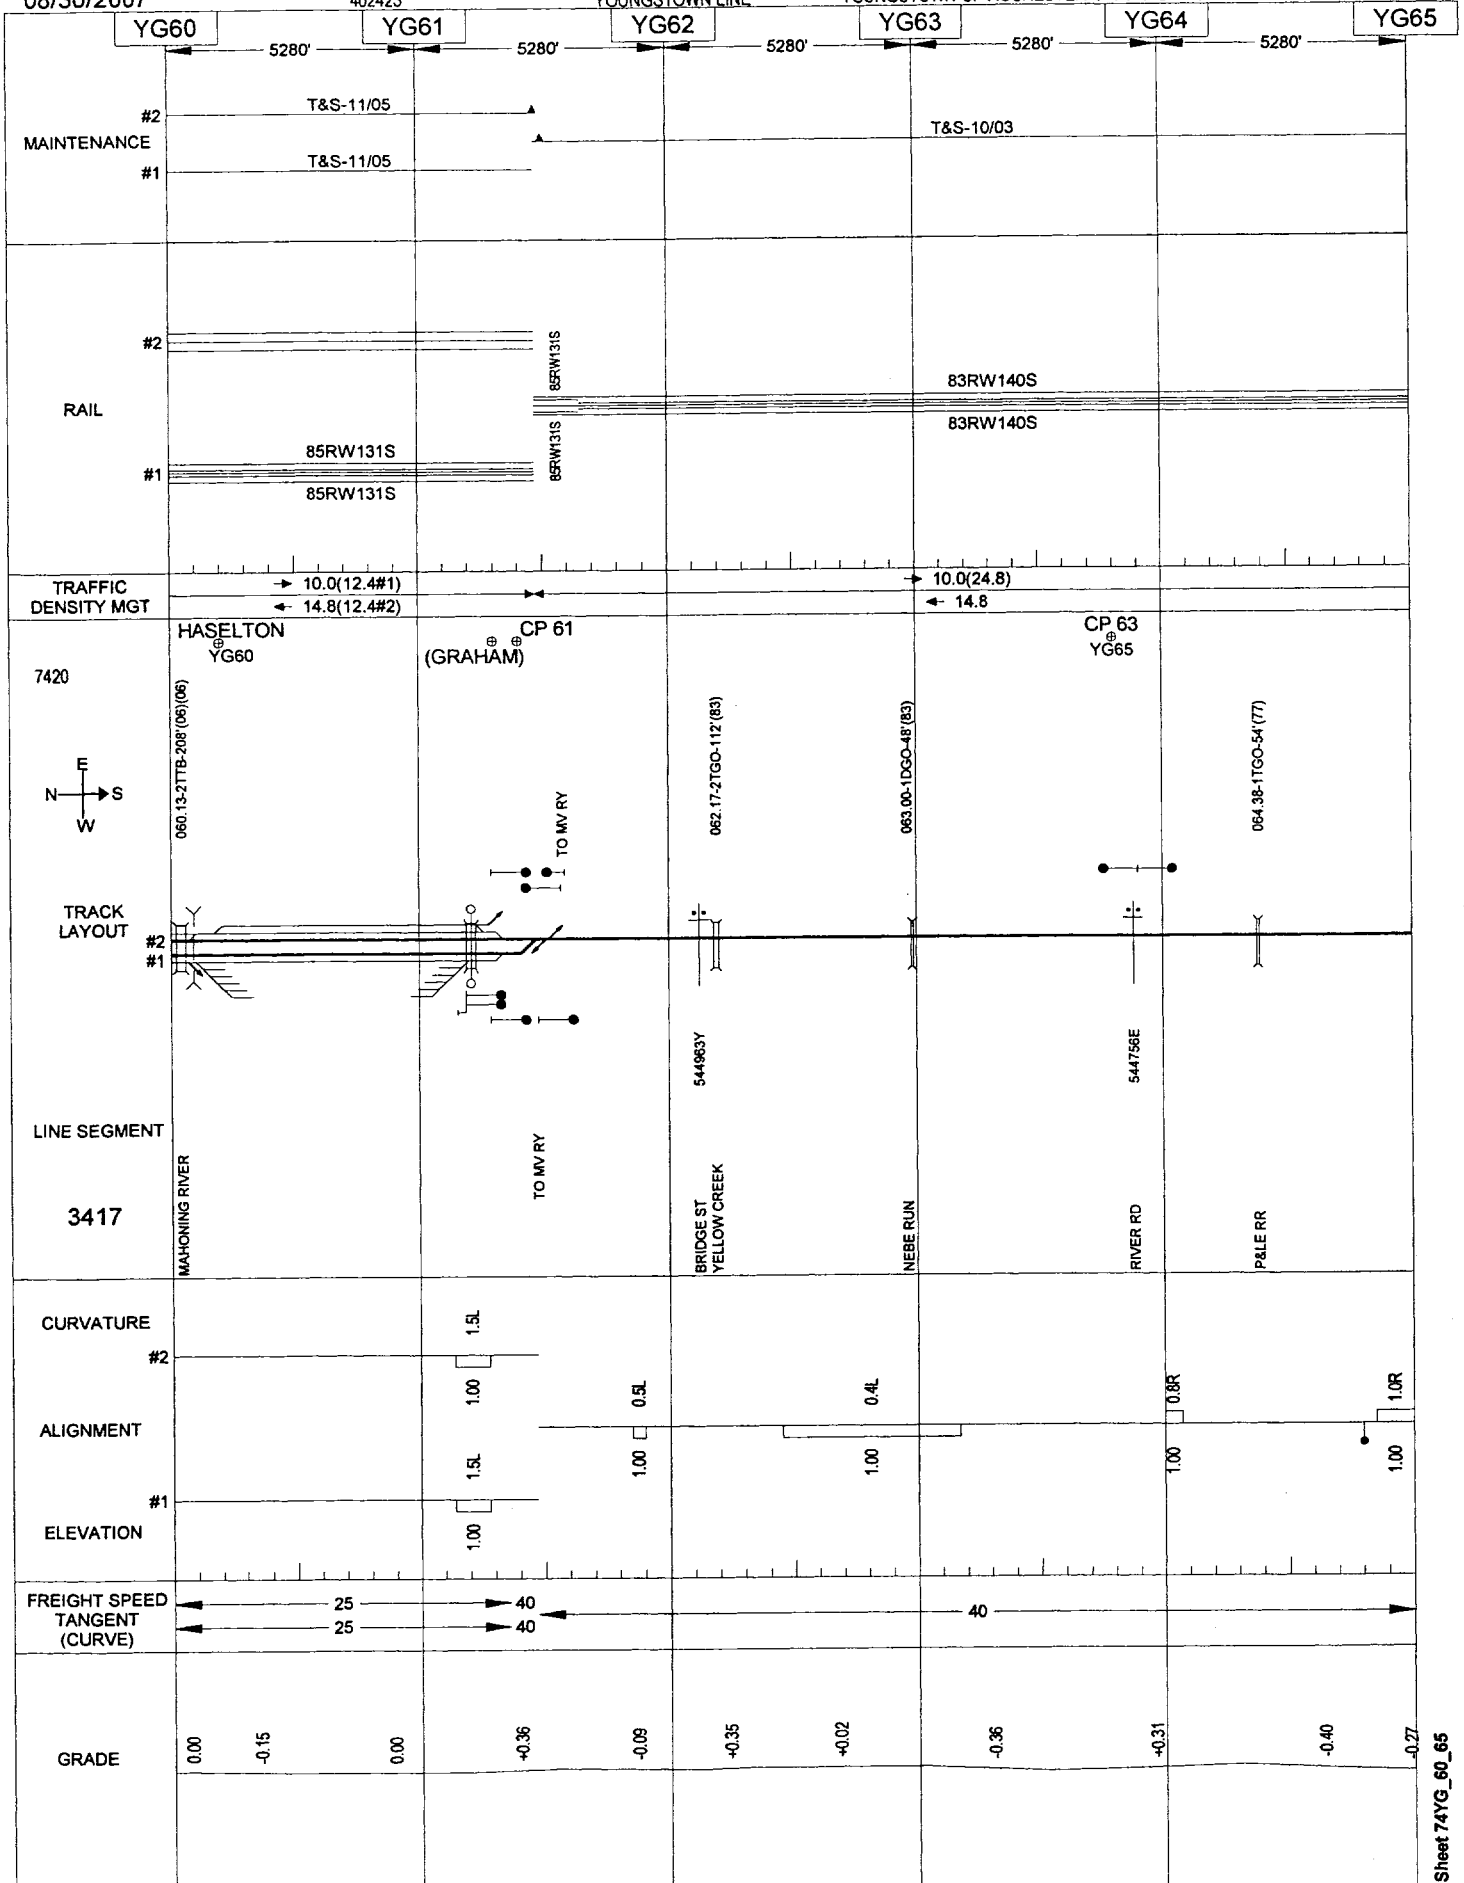 08/30/2007
402423
YOUNGSTOWN LINE
YG60
YG61
YG62
YG63
YG64
YG65
5280'
5280'
5280'
5280'
5280'
MAINTENANCE
#2
T&S-11/05
T&S-10/03
#1
T&S-11/05
RAIL
#2
85RW131S
83RW140S
83RW140S
85RW131S
#1
85RW131S
85RW131S
TRAFFIC
DENSITY MGT
10.0(12.4#1)
14.8(12.4#2)
10.0(24.8)
14.8
HASELTON
YG60
CP 61
(GRAHAM)
CP 63
YG65
7420
E
N
S
W
060.13-2TTB-208'(06)(06)
TO MV RY
062.17-2TGO-112'(83)
063.00-1DGO-48'(83)
064.38-1TGO-54'(77)
TRACK
LAYOUT
#2
#1
544963Y
544756E
LINE SEGMENT
3417
MAHONING RIVER
TO MV RY
BRIDGE ST
YELLOW CREEK
NEBE RUN
RIVER RD
P&LE RR
CURVATURE
#2
1.5L
1.00
ALIGNMENT
0.5L
1.00
0.4L
1.00
0.8R
1.00
1.0R
1.00
#1
1.5L
1.00
ELEVATION
FREIGHT SPEED
TANGENT
(CURVE)
25
40
25
40
40
GRADE
0.00
-0.15
0.00
+0.36
-0.09
+0.35
+0.02
-0.36
+0.31
-0.40
-0.27
Sheet 74YG_60_65